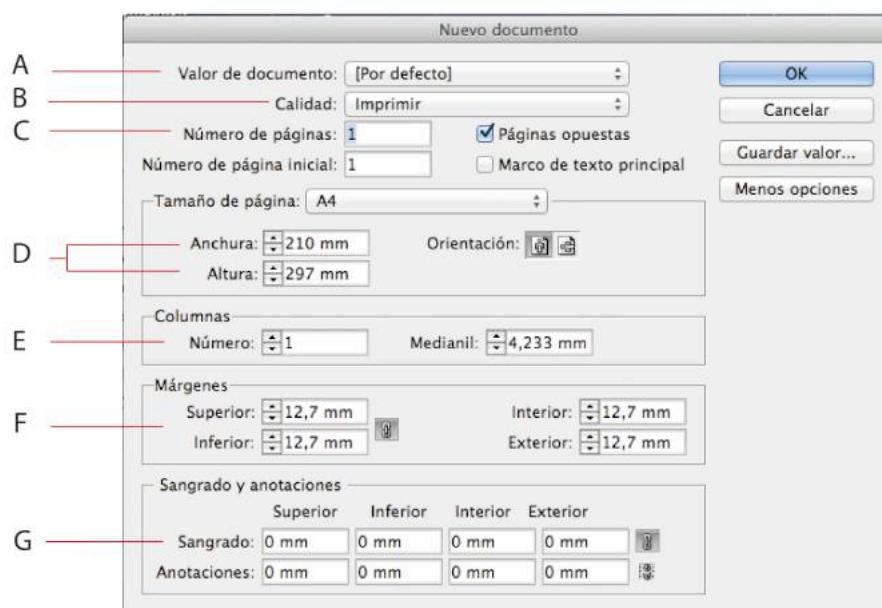 Nuevo documento
A Valor de documento: [Por defecto] OK
B Calidad: Imprimir Cancelar
C Número de páginas: 1 Páginas opuestas
Número de página inicial: 1 Marco de texto principal Guardar valor...
Menos opciones
Tamaño de página: A4
D Anchura: 210 mm Orientación:
Altura: 297 mm
Columnas
E Número: 1 Medianil: 4,233 mm
Márgenes
F Superior: 12,7 mm Interior: 12,7 mm
Inferior: 12,7 mm Exterior: 12,7 mm
Sangrado y anotaciones
Superior Inferior Interior Exterior
G Sangrado: 0 mm 0 mm 0 mm 0 mm
Anotaciones: 0 mm 0 mm 0 mm 0 mm